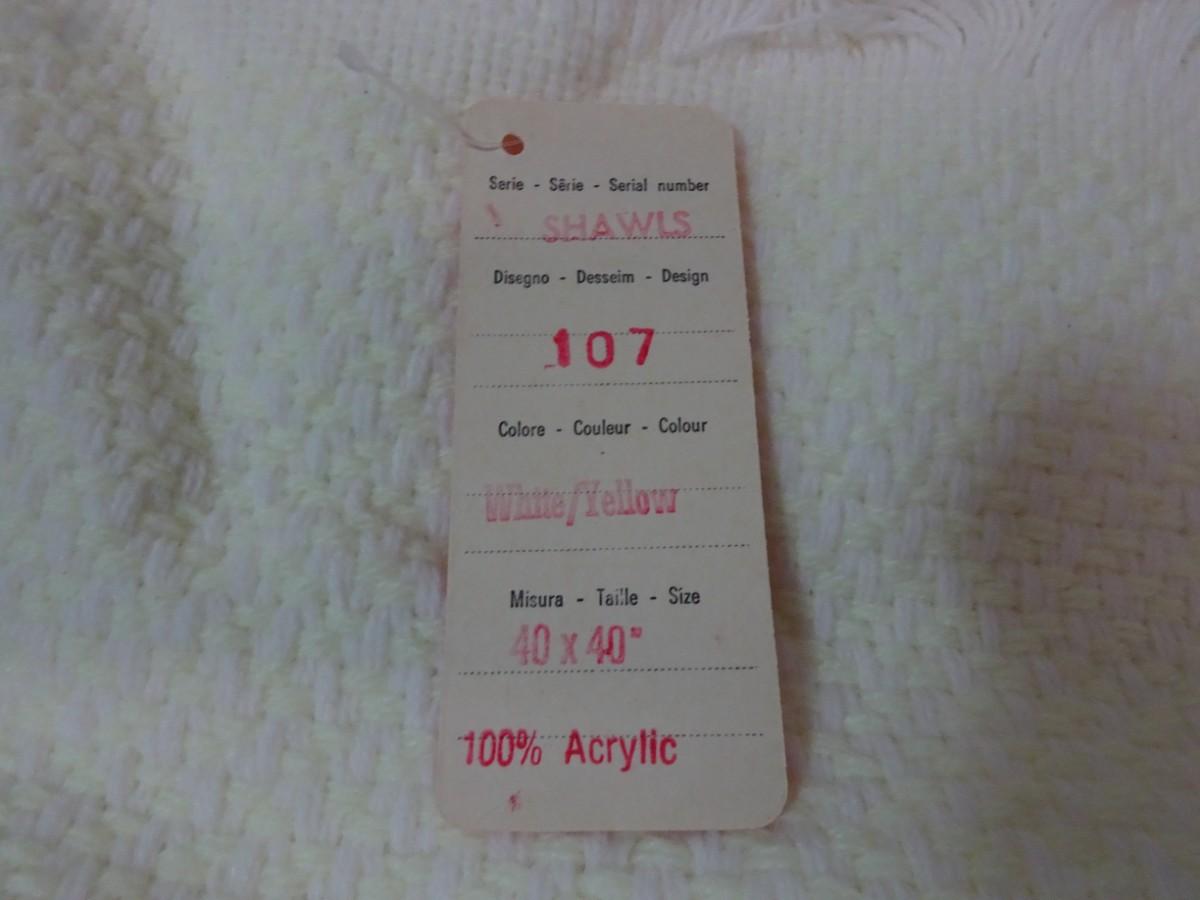 Serie - Sêrie - Serial number
SHAWLS
Disegno - Desseim - Design
107
Colore - Couleur - Colour
White/Yellow
Misura - Taille - Size
40 x 40"
100% Acrylic